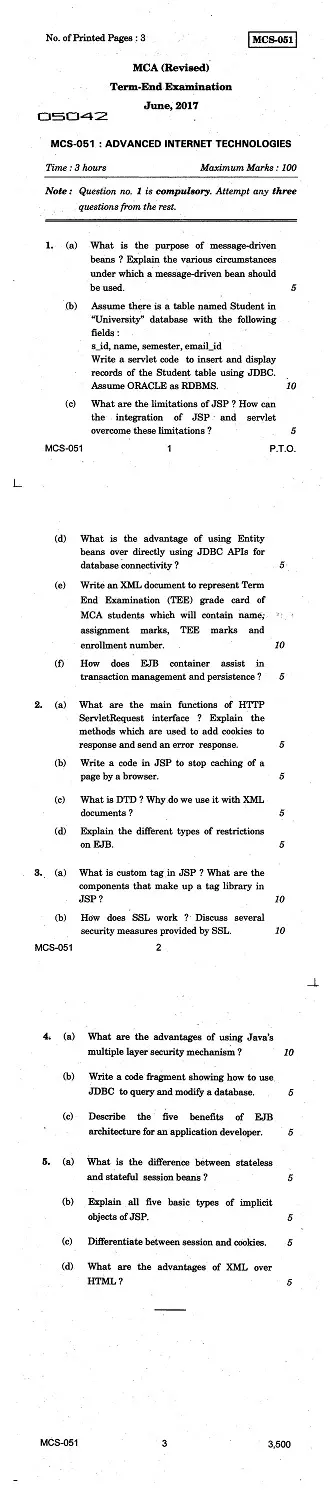 No. of Printed Pages : 3
MCS-051
MCA (Revised)
Term-End Examination
June, 2017
05042
MCS-051 : ADVANCED INTERNET TECHNOLOGIES
Time : 3 hours Maximum Marks : 100
Note : Question no. 1 is compulsory. Attempt any three
questions from the rest.
1. (a) What is the purpose of message-driven
beans ? Explain the various circumstances
under which a message-driven bean should
be used. 5
(b) Assume there is a table named Student in
"University" database with the following
fields :
s_id, name, semester, email_id
Write a servlet code to insert and display
records of the Student table using JDBC.
Assume ORACLE as RDBMS. 10
(c) What are the limitations of JSP ? How can
the integration of JSP and servlet
overcome these limitations ? 5
MCS-051 1 P.T.O.
(d) What is the advantage of using Entity
beans over directly using JDBC APIs for
database connectivity ? 5
(e) Write an XML document to represent Term
End Examination (TEE) grade card of
MCA students which will contain name,
assignment marks, TEE marks and
enrollment number. 10
(f) How does EJB container assist in
transaction management and persistence ? 5
2. (a) What are the main functions of HTTP
ServletRequest interface ? Explain the
methods which are used to add cookies to
response and send an error response. 5
(b) Write a code in JSP to stop caching of a
page by a browser. 5
(c) What is DTD ? Why do we use it with XML
documents ? 5
(d) Explain the different types of restrictions
on EJB. 5
3. (a) What is custom tag in JSP ? What are the
components that make up a tag library in
JSP ? 10
(b) How does SSL work ? Discuss several
security measures provided by SSL. 10
MCS-051 2
4. (a) What are the advantages of using Java's
multiple layer security mechanism ? 10
(b) Write a code fragment showing how to use
JDBC to query and modify a database. 5
(c) Describe the five benefits of EJB
architecture for an application developer. 5
5. (a) What is the difference between stateless
and stateful session beans ? 5
(b) Explain all five basic types of implicit
objects of JSP. 5
(c) Differentiate between session and cookies. 5
(d) What are the advantages of XML over
HTML ? 5
MCS-051 3 3,500